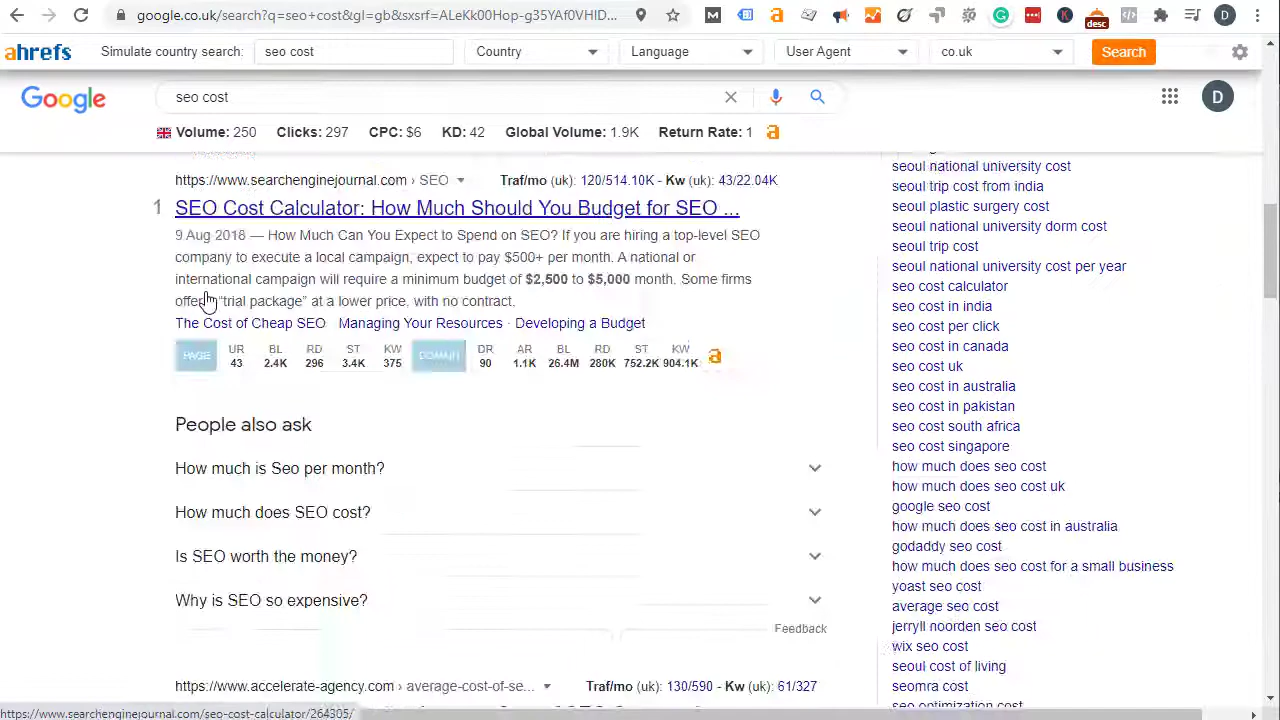 google.co.uk/search?q=seo+cost&gl=gb&sxsrf=ALeKk00Hqp-g35YAf0VHID...
desc
D
ahrefs
Simulate country search:
seo cost
Country
Language
User Agent
co.uk
Search
Google
seo cost
D
Volume: 250 Clicks: 297 CPC: $6 KD: 42 Global Volume: 1.9K Return Rate: 1
https://www.searchenginejournal.com › SEO
Traf/mo (uk): 120/514.10K - Kw (uk): 43/22.04K
1
SEO Cost Calculator: How Much Should You Budget for SEO ...
9 Aug 2018 — How Much Can You Expect to Spend on SEO? If you are hiring a top-level SEO
company to execute a local campaign, expect to pay $500+ per month. A national or
international campaign will require a minimum budget of $2,500 to $5,000 month. Some firms
offer "trial package" at a lower price, with no contract.
The Cost of Cheap SEO · Managing Your Resources · Developing a Budget
PAGE UR BL RD ST KW DOMAIN DR AR BL RD ST KW
43 2.4K 296 3.4K 375 90 1.1K 26.4M 280K 752.2K 904.1K
People also ask
How much is Seo per month?
How much does SEO cost?
Is SEO worth the money?
Why is SEO so expensive?
Feedback
https://www.accelerate-agency.com › average-cost-of-se...
Traf/mo (uk): 130/590 - Kw (uk): 61/327
seoul national university cost
seoul trip cost from india
seo plastic surgery cost
seoul national university dorm cost
seoul trip cost
seoul national university cost per year
seo cost calculator
seo cost in india
seo cost per click
seo cost in canada
seo cost uk
seo cost in australia
seo cost in pakistan
seo cost south africa
seo cost singapore
how much does seo cost
how much does seo cost uk
google seo cost
how much does seo cost in australia
godaddy seo cost
how much does seo cost for a small business
yoast seo cost
average seo cost
jerryll noorden seo cost
wix seo cost
seoul cost of living
seomra cost
seo optimization cost
https://www.searchenginejournal.com/seo-cost-calculator/264305/